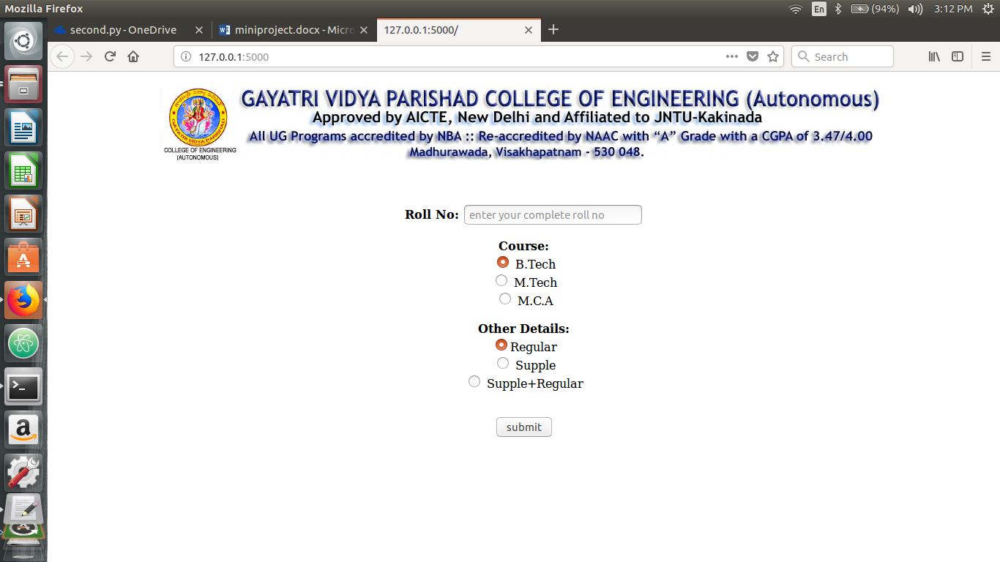 Mozilla Firefox
En
(94%)
3:12 PM
second.py - OneDrive
miniproject.docx - Micro
127.0.0.1:5000/
127.0.0.1:5000
Search
GAYATRI VIDYA PARISHAD COLLEGE OF ENGINEERING (Autonomous)
Approved by AICTE, New Delhi and Affiliated to JNTU-Kakinada
All UG Programs accredited by NBA :: Re-accredited by NAAC with “A” Grade with a CGPA of 3.47/4.00
Madhurawada, Visakhapatnam - 530 048.
GAYATRI VIDYA PARISHAD
COLLEGE OF ENGINEERING
(AUTONOMOUS)
Roll No: enter your complete roll no
Course:
B.Tech
M.Tech
M.C.A
Other Details:
Regular
Supple
Supple+Regular
submit